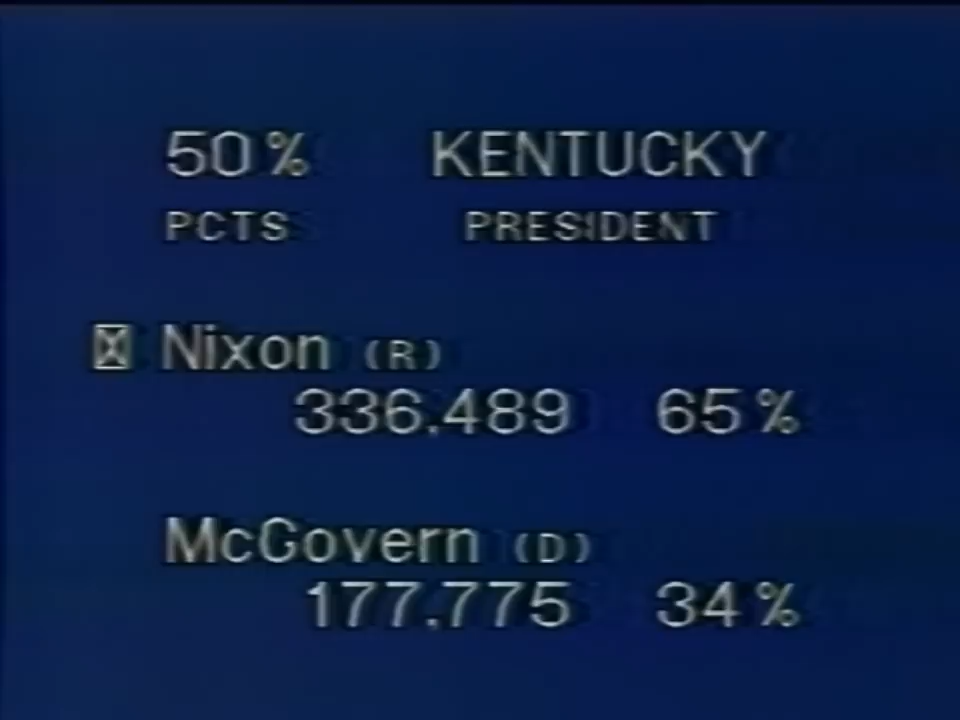 50% KENTUCKY
PCTS PRESIDENT
☒ Nixon (R)
336,489 65%
McGovern (D)
177,775 34%